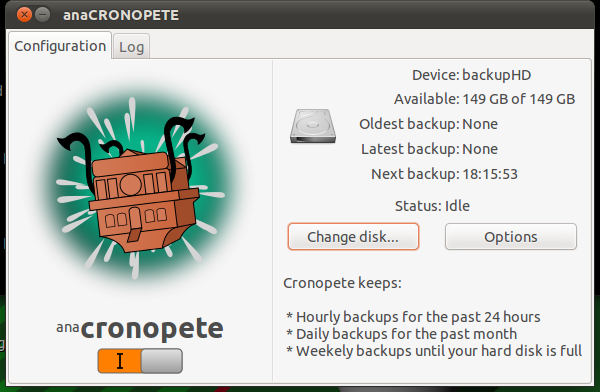 anaCRONOPETE
Configuration
Log
Device: backupHD
Available: 149 GB of 149 GB
Oldest backup: None
Latest backup: None
Next backup: 18:15:53
Status: Idle
Change disk...
Options
Cronopete keeps:
* Hourly backups for the past 24 hours
* Daily backups for the past month
* Weekely backups until your hard disk is full
anacronopete